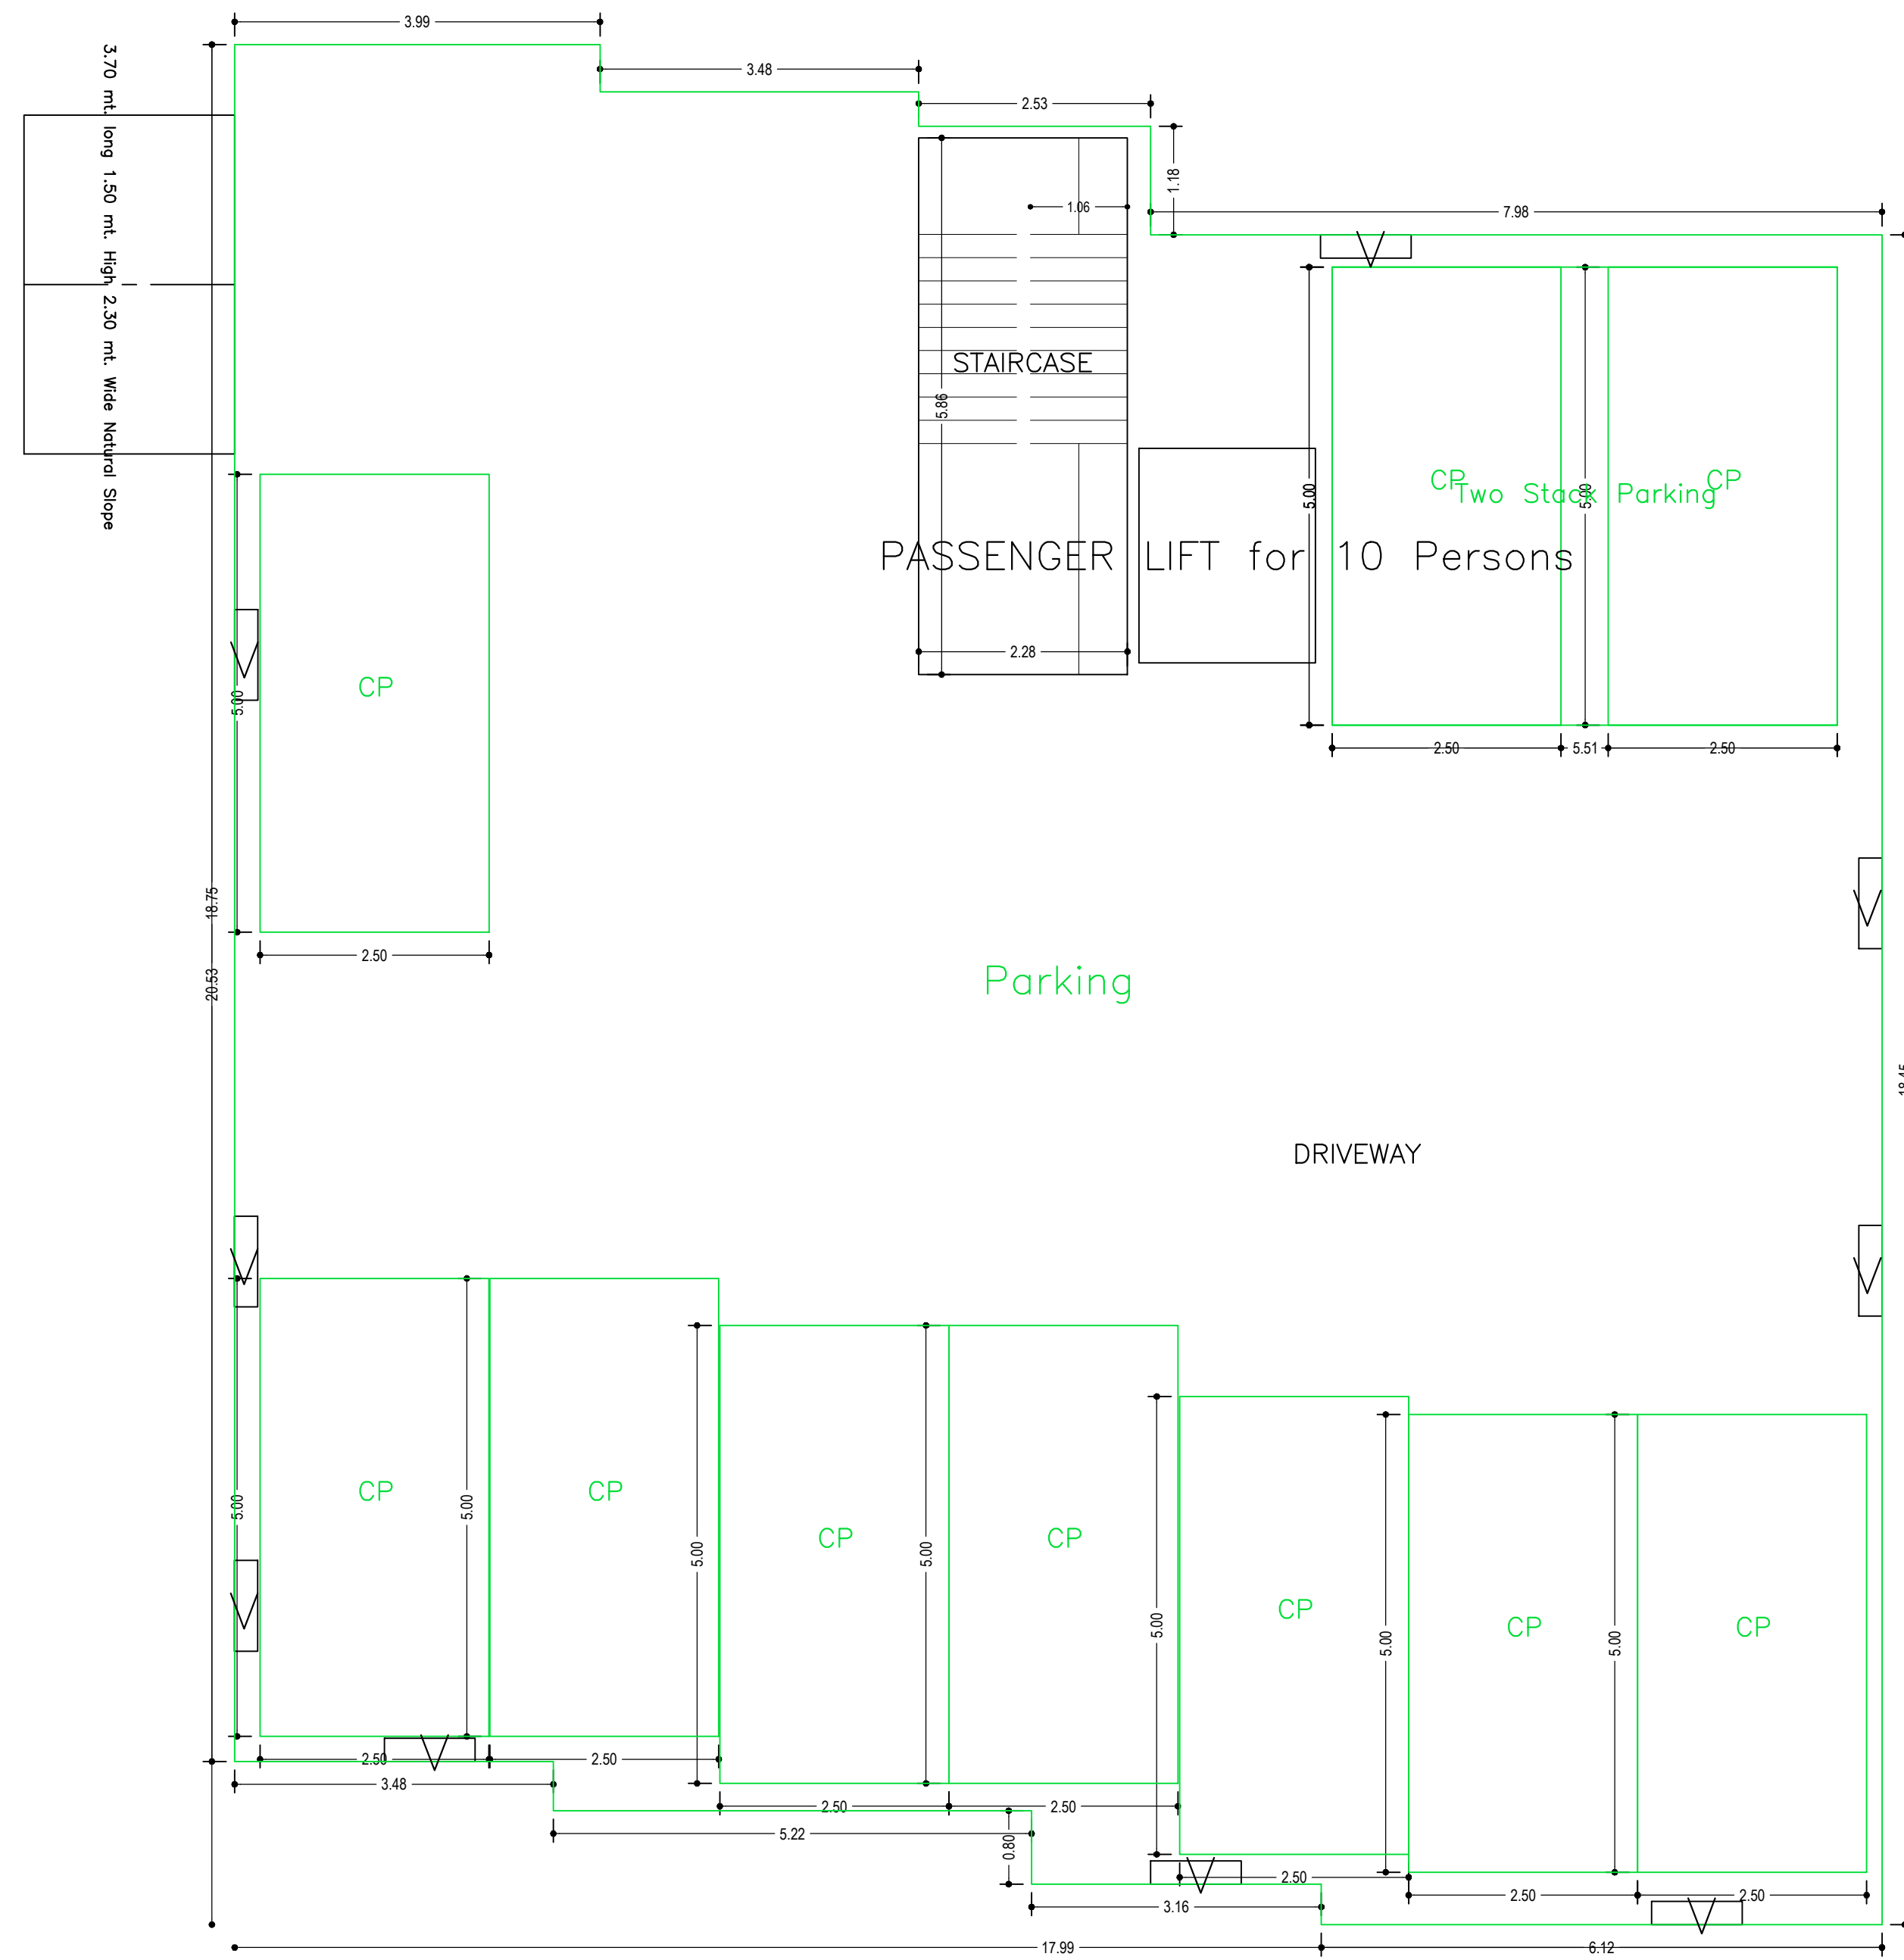 3.99
3.48
2.53
1.18
7.98
1.06
3.70 mt. long 1.50 mt. High 2.30 mt. Wide Natural Slope
STAIRCASE
5.86
CP
Two Stack Parking
CP
5.00
5.00
PASSENGER LIFT for 10 Persons
2.28
CP
5.00
2.50
5.51
2.50
18.75
2.50
20.53
Parking
DRIVEWAY
CP
CP
CP
CP
5.00
5.00
5.00
5.00
CP
CP
CP
5.00
5.00
5.00
2.50
2.50
3.48
2.50
2.50
5.22
0.80
2.50
2.50
2.50
3.16
17.99
6.12